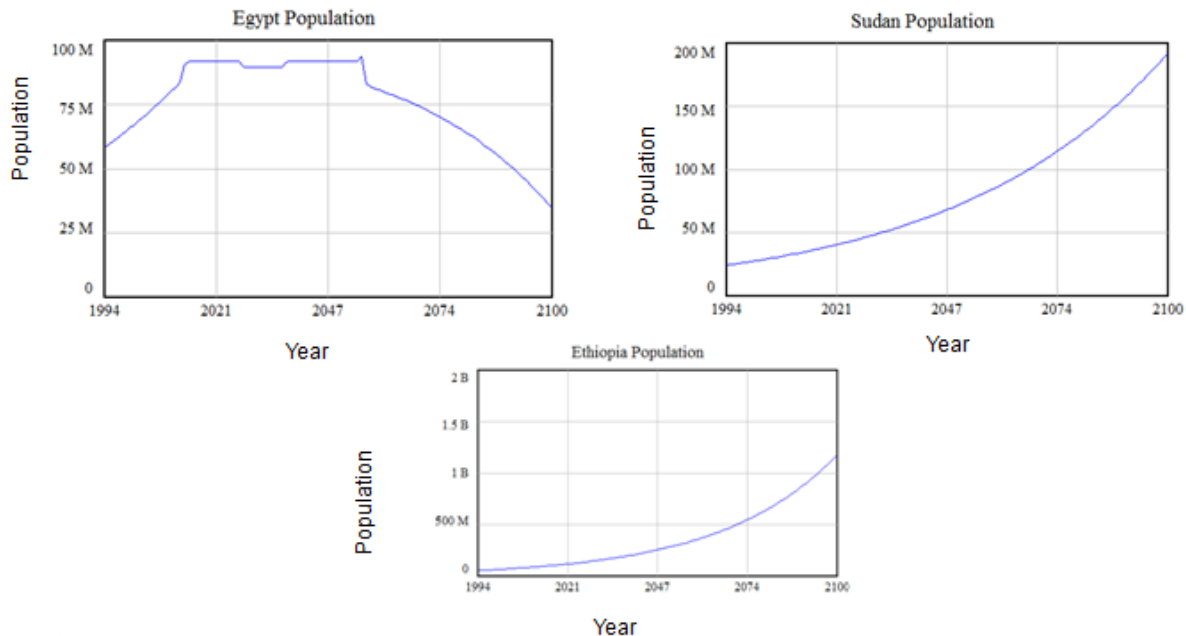 Egypt Population
100 M
75 M
50 M
25 M
0
Population
1994 2021 2047 2074 2100
Year
Sudan Population
200 M
150 M
100 M
50 M
0
Population
1994 2021 2047 2074 2100
Year
Ethiopia Population
2 B
1.5 B
1 B
500 M
0
Population
1994 2021 2047 2074 2100
Year